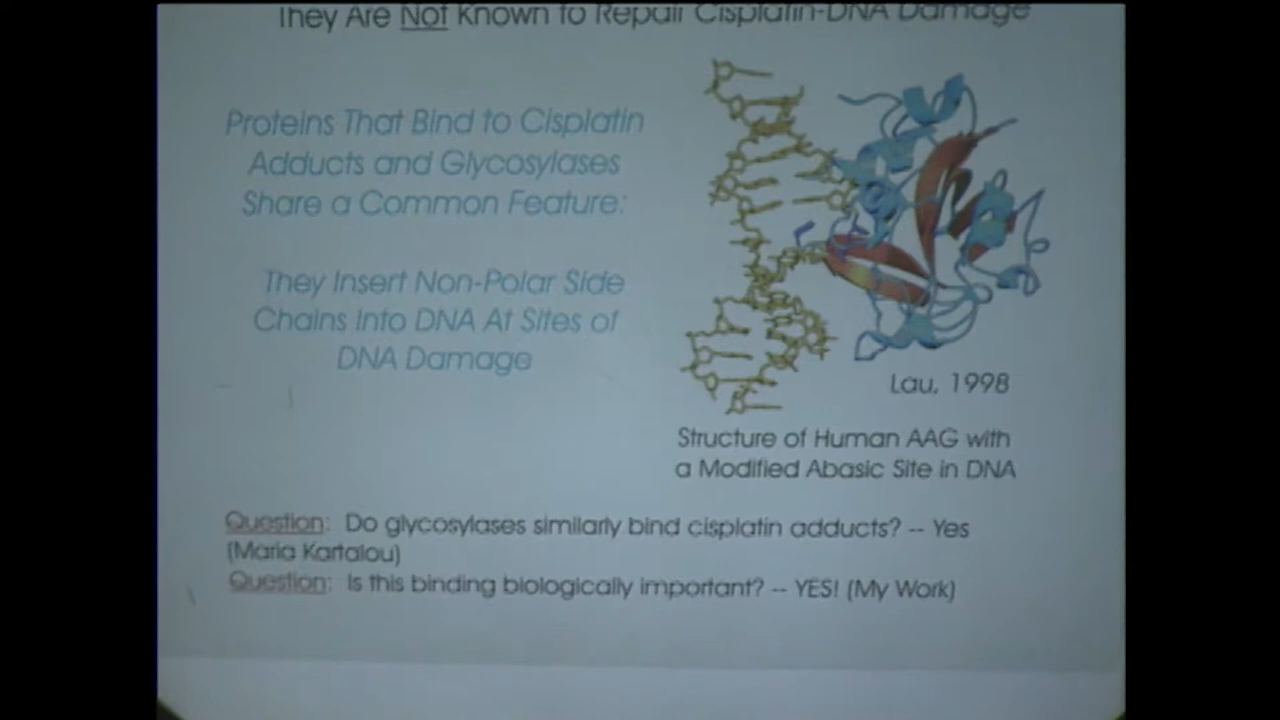 They Are Not Known to Repair Cisplatin-DNA Damage
Proteins That Bind to Cisplatin
Adducts and Glycosylases
Share a Common Feature:
They Insert Non-Polar Side
Chains Into DNA At Sites of
DNA Damage
Lau, 1998
Structure of Human AAG with
a Modified Abasic Site in DNA
Question: Do glycosylases similarly bind cisplatin adducts? -- Yes
(Maria Kartalou)
Question: Is this binding biologically important? -- YES! (My Work)